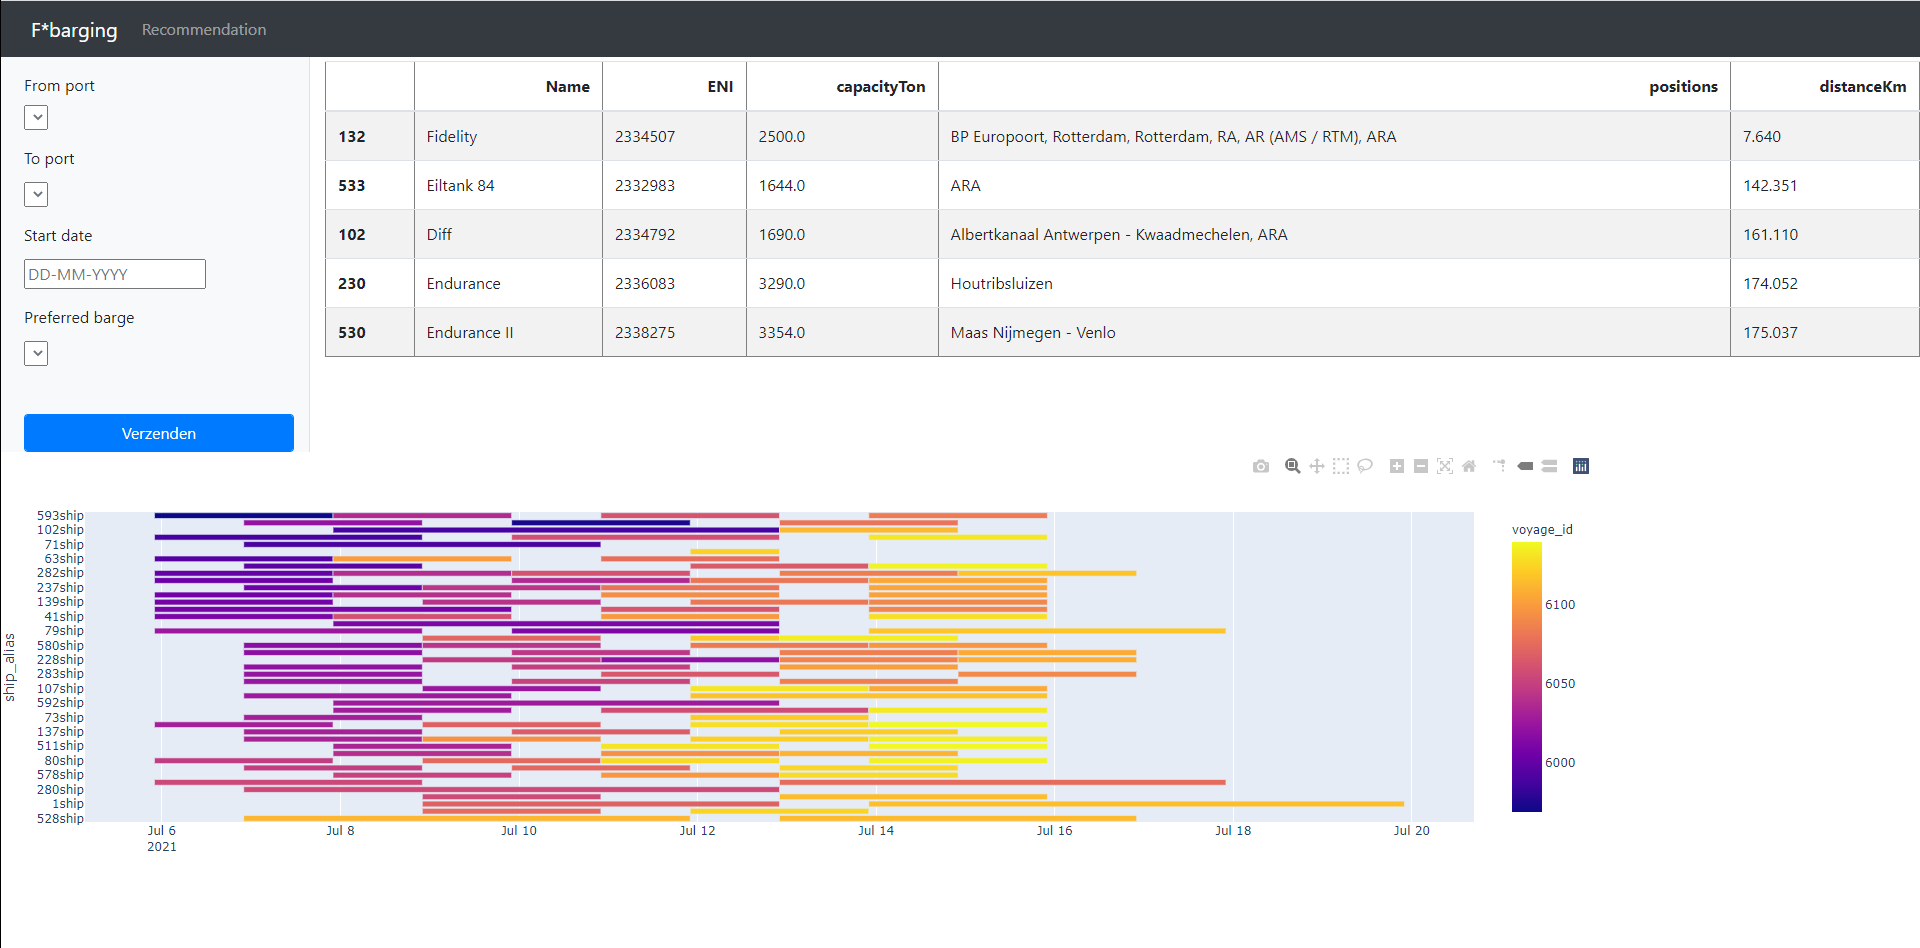 F*barging Recommendation
From port
To port
Start date
DD-MM-YYYY
Preferred barge
Verzenden
Name ENI capacityTon positions distanceKm
132 Fidelity 2334507 2500.0 BP Europoort, Rotterdam, Rotterdam, RA, AR (AMS / RTM), ARA 7.640
533 Eiltank 84 2332983 1644.0 ARA 142.351
102 Diff 2334792 1690.0 Albertkanaal Antwerpen - Kwaadmechelen, ARA 161.110
230 Endurance 2336083 3290.0 Houtribsluizen 174.052
530 Endurance II 2338275 3354.0 Maas Nijmegen - Venlo 175.037
ship_alias
593ship
102ship
71ship
63ship
282ship
237ship
139ship
41ship
79ship
580ship
228ship
283ship
107ship
592ship
73ship
137ship
511ship
80ship
578ship
280ship
1ship
528ship
Jul 6 Jul 8 Jul 10 Jul 12 Jul 14 Jul 16 Jul 18 Jul 20
2021
voyage_id
6100
6050
6000